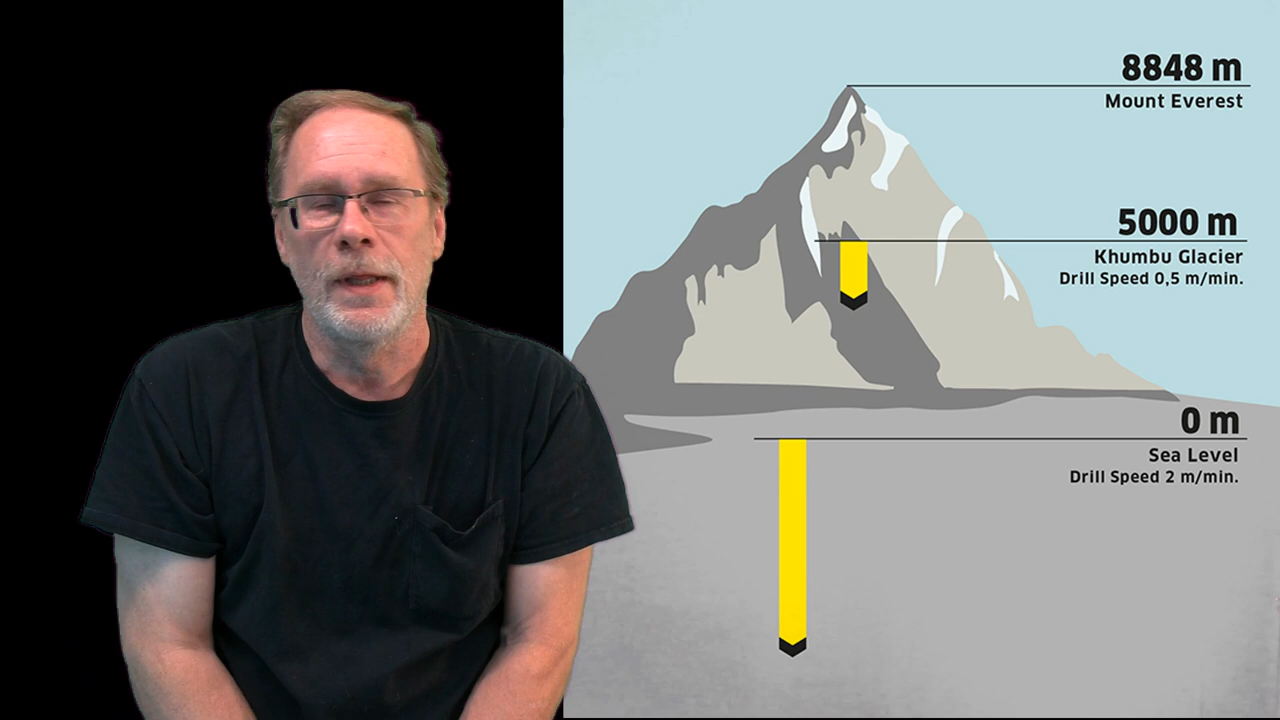 8848 m
Mount Everest
5000 m
Khumbu Glacier
Drill Speed 0,5 m/min.
0 m
Sea Level
Drill Speed 2 m/min.